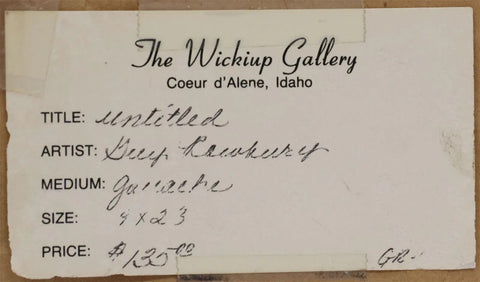 The Wickiup Gallery
Coeur d'Alene, Idaho
TITLE: untitled
ARTIST: Guy Rowbury
MEDIUM: gouache
SIZE: 9 x 23
PRICE: $135.00
GR-